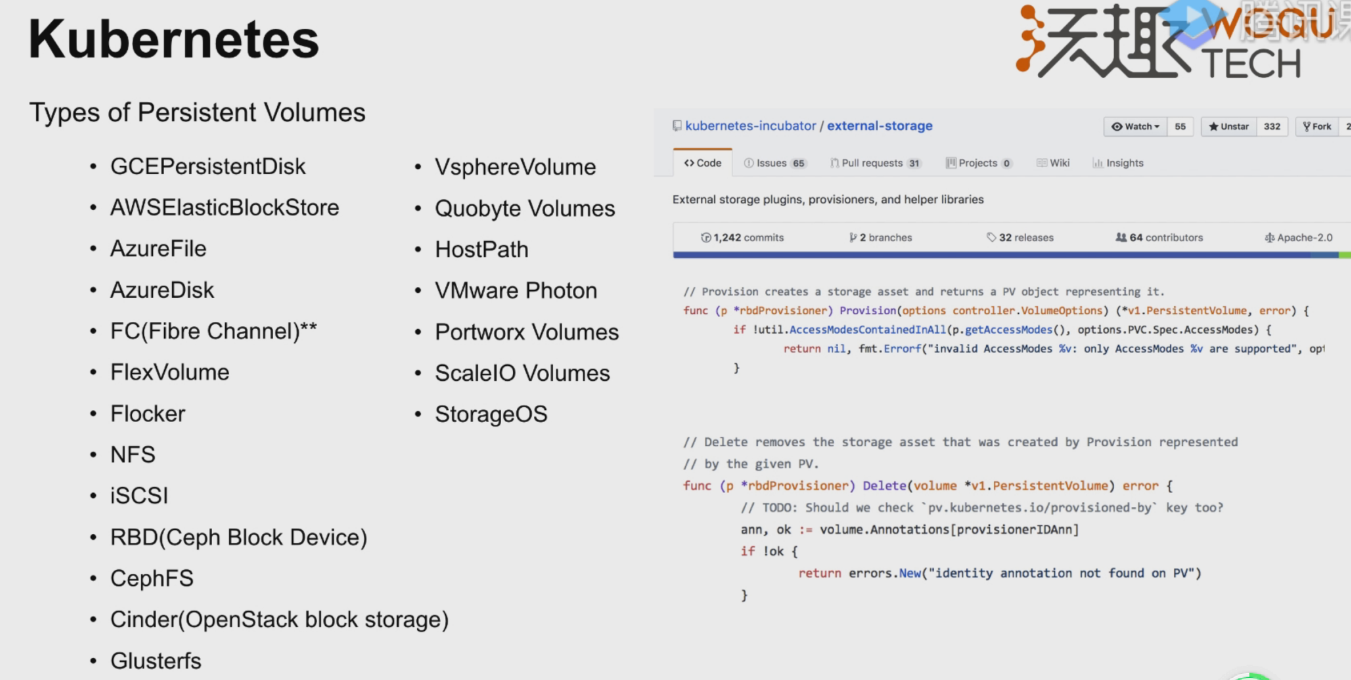 Kubernetes
沃趣 WOQU TECH
腾讯课
Types of Persistent Volumes
• GCEPersistentDisk
• AWSElasticBlockStore
• AzureFile
• AzureDisk
• FC(Fibre Channel)**
• FlexVolume
• Flocker
• NFS
• iSCSI
• RBD(Ceph Block Device)
• CephFS
• Cinder(OpenStack block storage)
• Glusterfs
• VsphereVolume
• Quobyte Volumes
• HostPath
• VMware Photon
• Portworx Volumes
• ScaleIO Volumes
• StorageOS
kubernetes-incubator / external-storage
Watch 55 Unstar 332 Fork 2
Code Issues 65 Pull requests 31 Projects 0 Wiki Insights
External storage plugins, provisioners, and helper libraries
1,242 commits 2 branches 32 releases 64 contributors Apache-2.0
// Provision creates a storage asset and returns a PV object representing it.
func (p *rbdProvisioner) Provision(options controller.VolumeOptions) (*v1.PersistentVolume, error) {
if !util.AccessModesContainedInAll(p.getAccessModes(), options.PVC.Spec.AccessModes) {
return nil, fmt.Errorf("invalid AccessModes %v: only AccessModes %v are supported", opt
}
// Delete removes the storage asset that was created by Provision represented
// by the given PV.
func (p *rbdProvisioner) Delete(volume *v1.PersistentVolume) error {
// TODO: Should we check `pv.kubernetes.io/provisioned-by` key too?
ann, ok := volume.Annotations[provisionerIDAnn]
if !ok {
return errors.New("identity annotation not found on PV")
}